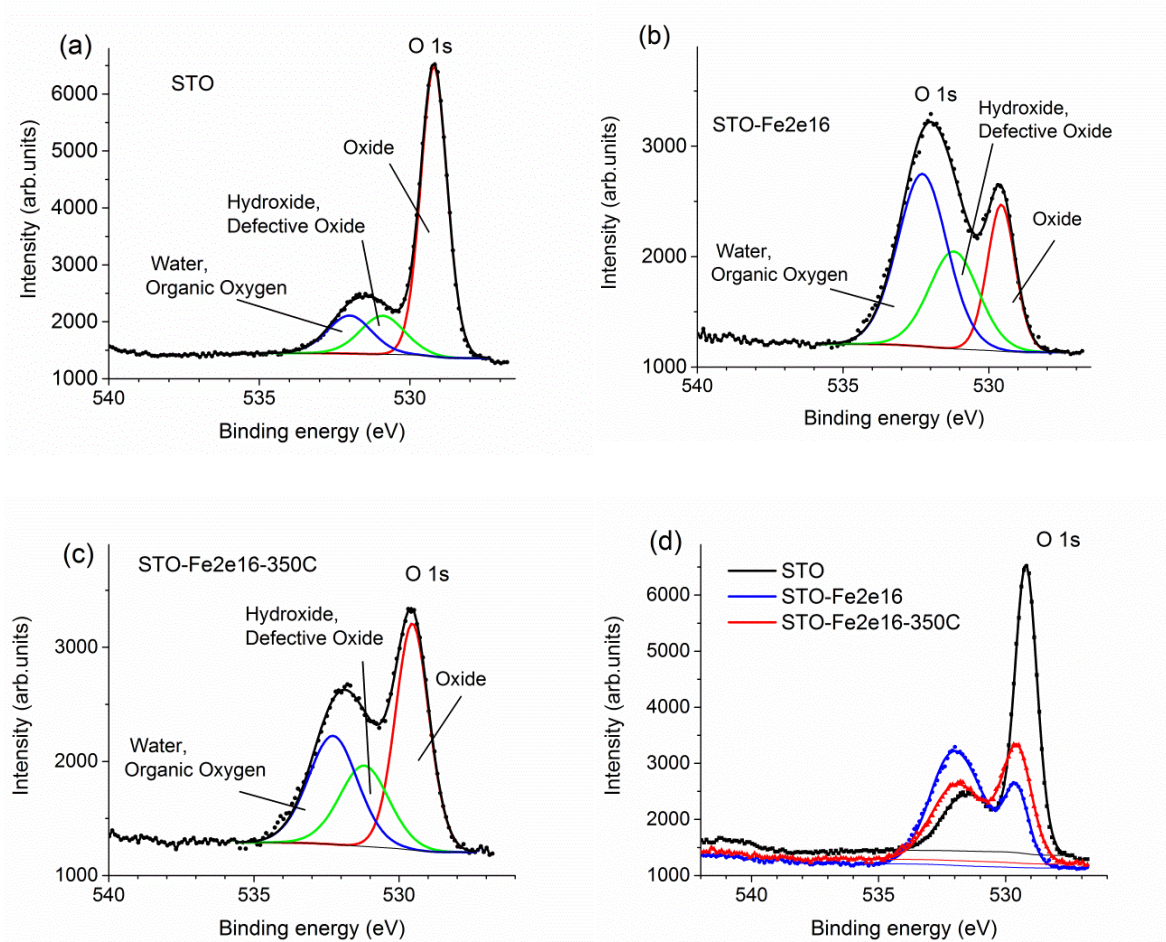 (a)
O 1s
STO
Oxide
Hydroxide,
Defective Oxide
Water,
Organic Oxygen
Intensity (arb.units)
6000
5000
4000
3000
2000
1000
540
535
530
Binding energy (eV)
(b)
O 1s
STO-Fe2e16
Hydroxide,
Defective Oxide
Water,
Organic Oxygen
Oxide
Intensity (arb.units)
3000
2000
1000
540
535
530
Binding energy (eV)
(c)
STO-Fe2e16-350C
O 1s
Hydroxide,
Defective Oxide
Oxide
Water,
Organic Oxygen
Intensity (arb.units)
3000
2000
1000
540
535
530
Binding energy (eV)
(d)
O 1s
STO
STO-Fe2e16
STO-Fe2e16-350C
Intensity (arb.units)
6000
5000
4000
3000
2000
1000
540
535
530
Binding energy (eV)